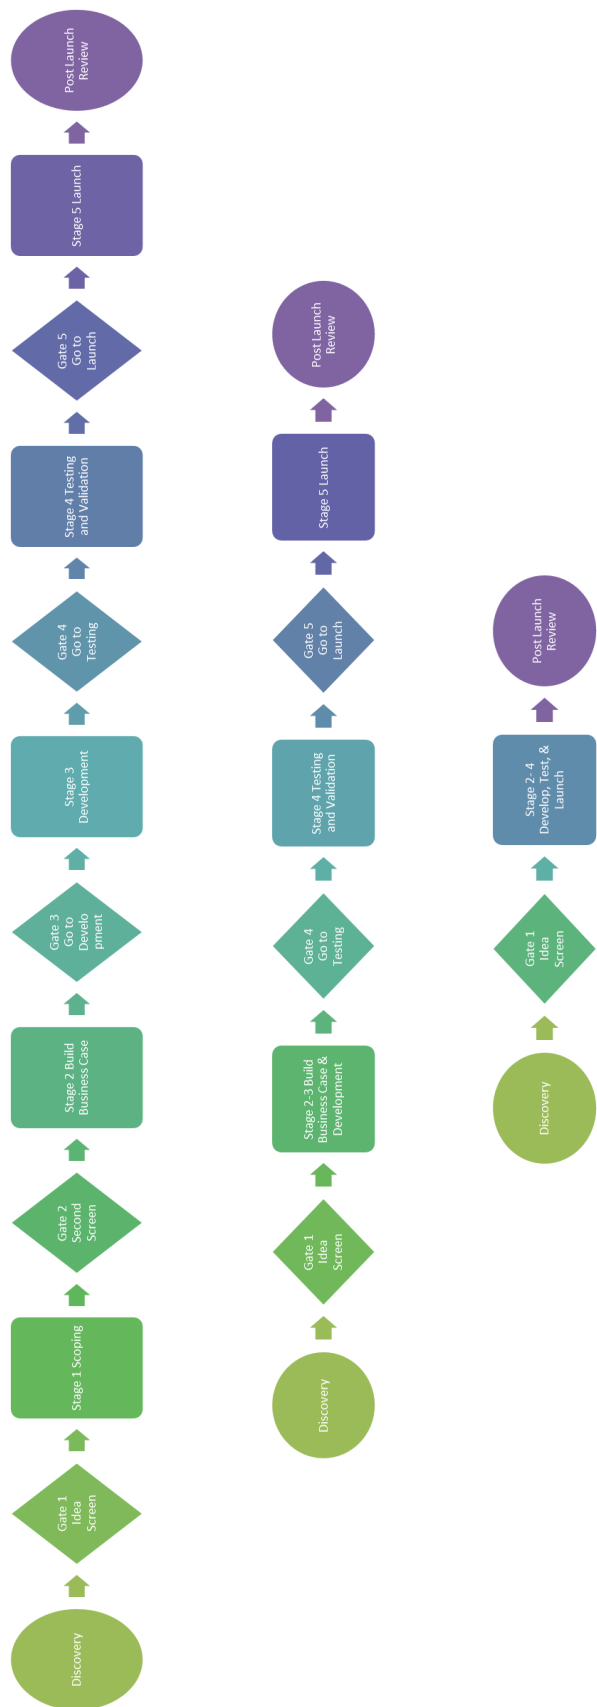 Discovery
Gate 1
Idea
Screen
Stage 1 Scoping
Gate 2
Second
Screen
Stage 2 Build
Business Case
Gate 3
Go to
Develo
pment
Stage 3
Development
Gate 4
Go to
Testing
Stage 4 Testing
and Validation
Gate 5
Go to
Launch
Stage 5 Launch
Post Launch
Review
Discovery
Gate 1
Idea
Screen
Stage 2-3 Build
Business Case &
Development
Gate 4
Go to
Testing
Stage 4 Testing
and Validation
Gate 5
Go to
Launch
Stage 5 Launch
Post Launch
Review
Discovery
Gate 1
Idea
Screen
Stage 2- 4
Develop, Test, &
Launch
Post Launch
Review